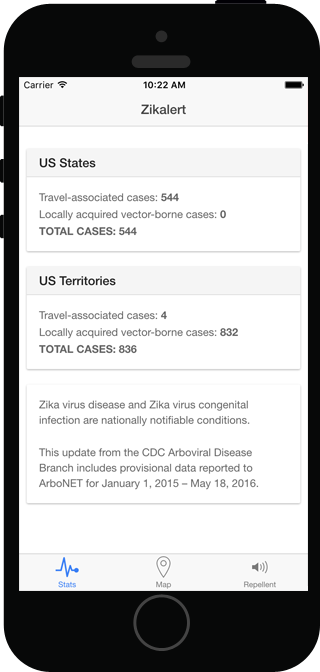 Carrier 10:22 AM
Zikalert
US States
Travel-associated cases: 544
Locally acquired vector-borne cases: 0
TOTAL CASES: 544
US Territories
Travel-associated cases: 4
Locally acquired vector-borne cases: 832
TOTAL CASES: 836
Zika virus disease and Zika virus congenital
infection are nationally notifiable conditions.
This update from the CDC Arboviral Disease
Branch includes provisional data reported to
ArboNET for January 1, 2015 – May 18, 2016.
Stats Map Repellent